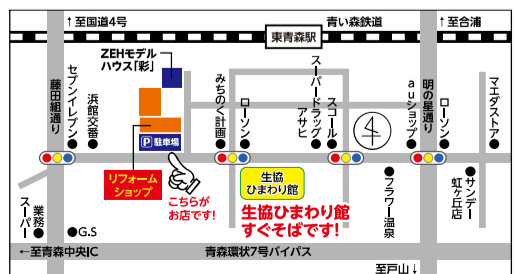 ↑至国道4号
青い森鉄道
↑至合浦
東青森駅
ZEHモデル
ハウス「彩」
藤田組通り
セブンイレブン
浜館交番
みちのく計画
ローソン
スーパードラッグ
アサヒ
スコール
auショップ
明の星通り
ローソン
マエダストア
P 駐車場
リフォーム
ショップ
こちらが
お店です!
生協
ひまわり館
生協ひまわり館
すぐそばです!
フラワー温泉
サンデー
虹ヶ丘店
業務
スーパー
G.S
←至青森中央IC
青森環状7号バイパス
至戸山↓